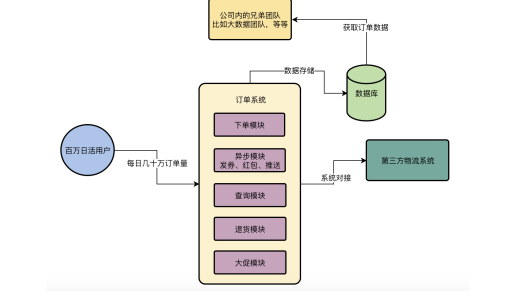 公司内的兄弟团队
比如大数据团队，等等
获取订单数据
数据存储
数据库
订单系统
下单模块
百万日活用户
每日几十万订单量
异步模块
发券、红包、推送
第三方物流系统
系统对接
查询模块
退货模块
大促模块